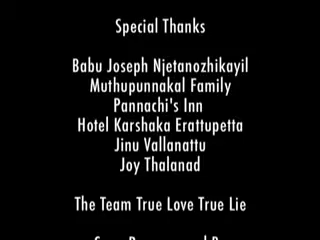 Special Thanks
Babu Joseph Njetanozhikayil
Muthupunnakal Family
Pannachi's Inn
Hotel Karshaka Erattupetta
Jinu Vallanattu
Joy Thalanad
The Team True Love True Lie